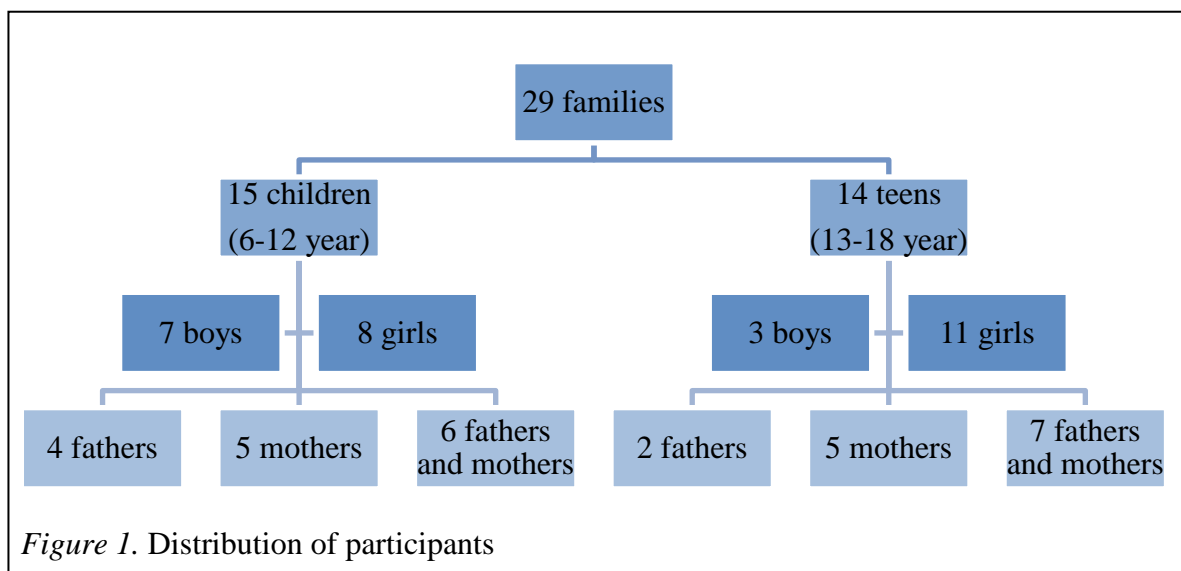 29 families
15 children
(6-12 year)
14 teens
(13-18 year)
7 boys
8 girls
3 boys
11 girls
4 fathers
5 mothers
6 fathers
and mothers
2 fathers
5 mothers
7 fathers
and mothers
Figure 1. Distribution of participants